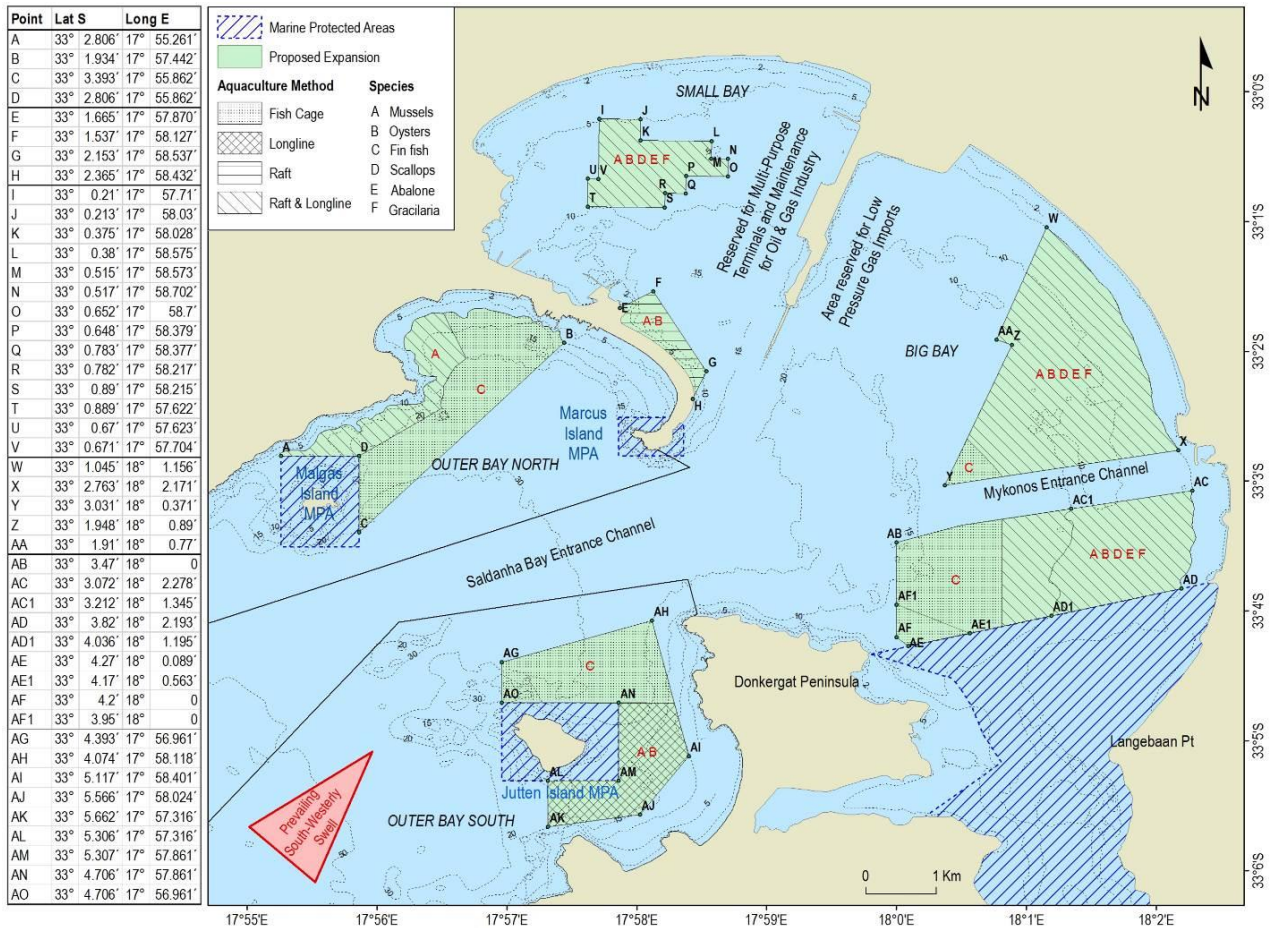 Point Lat S Long E
A 33° 2.806´ 17° 55.261´
B 33° 1.934´ 17° 57.442´
C 33° 3.393´ 17° 55.862´
D 33° 2.806´ 17° 55.862´
E 33° 1.665´ 17° 57.870´
F 33° 1.537´ 17° 58.127´
G 33° 2.153´ 17° 58.537´
H 33° 2.365´ 17° 58.432´
I 33° 0.21´ 17° 57.71´
J 33° 0.213´ 17° 58.03´
K 33° 0.375´ 17° 58.028´
L 33° 0.38´ 17° 58.575´
M 33° 0.515´ 17° 58.573´
N 33° 0.517´ 17° 58.702´
O 33° 0.652´ 17° 58.7´
P 33° 0.648´ 17° 58.379´
Q 33° 0.783´ 17° 58.377´
R 33° 0.782´ 17° 58.217´
S 33° 0.89´ 17° 58.215´
T 33° 0.889´ 17° 57.622´
U 33° 0.67´ 17° 57.623´
V 33° 0.671´ 17° 57.704´
W 33° 1.045´ 18° 1.156´
X 33° 2.763´ 18° 2.171´
Y 33° 3.031´ 18° 0.371´
Z 33° 1.948´ 18° 0.89´
AA 33° 1.91´ 18° 0.77´
AB 33° 3.47´ 18° 0
AC 33° 3.072´ 18° 2.278´
AC1 33° 3.212´ 18° 1.345´
AD 33° 3.82´ 18° 2.193´
AD1 33° 4.036´ 18° 1.195´
AE 33° 4.27´ 18° 0.089´
AE1 33° 4.17´ 18° 0.563´
AF 33° 4.2´ 18° 0
AF1 33° 3.95´ 18° 0
AG 33° 4.393´ 17° 56.961´
AH 33° 4.074´ 17° 58.118´
AI 33° 5.117´ 17° 58.401´
AJ 33° 5.566´ 17° 58.024´
AK 33° 5.662´ 17° 57.316´
AL 33° 5.306´ 17° 57.316´
AM 33° 5.307´ 17° 57.861´
AN 33° 4.706´ 17° 57.861´
AO 33° 4.706´ 17° 56.961´
Marine Protected Areas
Proposed Expansion
Aquaculture Method
Fish Cage
Longline
Raft
Raft & Longline
Species
A Mussels
B Oysters
C Fin fish
D Scallops
E Abalone
F Gracilaria
N
SMALL BAY
I J
K L
A B D E F
M N
O
P
Q
R
S
T
U V
Reserved for Multi-Purpose
Terminals and Maintenance
for Oil & Gas Industry
Area reserved for Low
Pressure Gas Imports
BIG BAY
W
AA Z
A B D E F
X
Y
C
Mykonos Entrance Channel
E
F
A B
G
H
Marcus
Island
MPA
A
B
C
A
D
C
OUTER BAY NORTH
Malgas
Island
MPA
Saldanha Bay Entrance Channel
AB
AC
AC1
C
A B D E F
AD
AD1
AE1
AE
AF
AF1
AH
AG
C
AO
AN
A B
AI
AL
AM
Jutten Island MPA
AJ
AK
OUTER BAY SOUTH
Prevailing
South-Westerly
Swell
Donkergat Peninsula
Langebaan Pt
0 1 Km
33°0'S
33°1'S
33°2'S
33°3'S
33°4'S
33°5'S
33°6'S
17°55'E 17°56'E 17°57'E 17°58'E 17°59'E 18°0'E 18°1'E 18°2'E